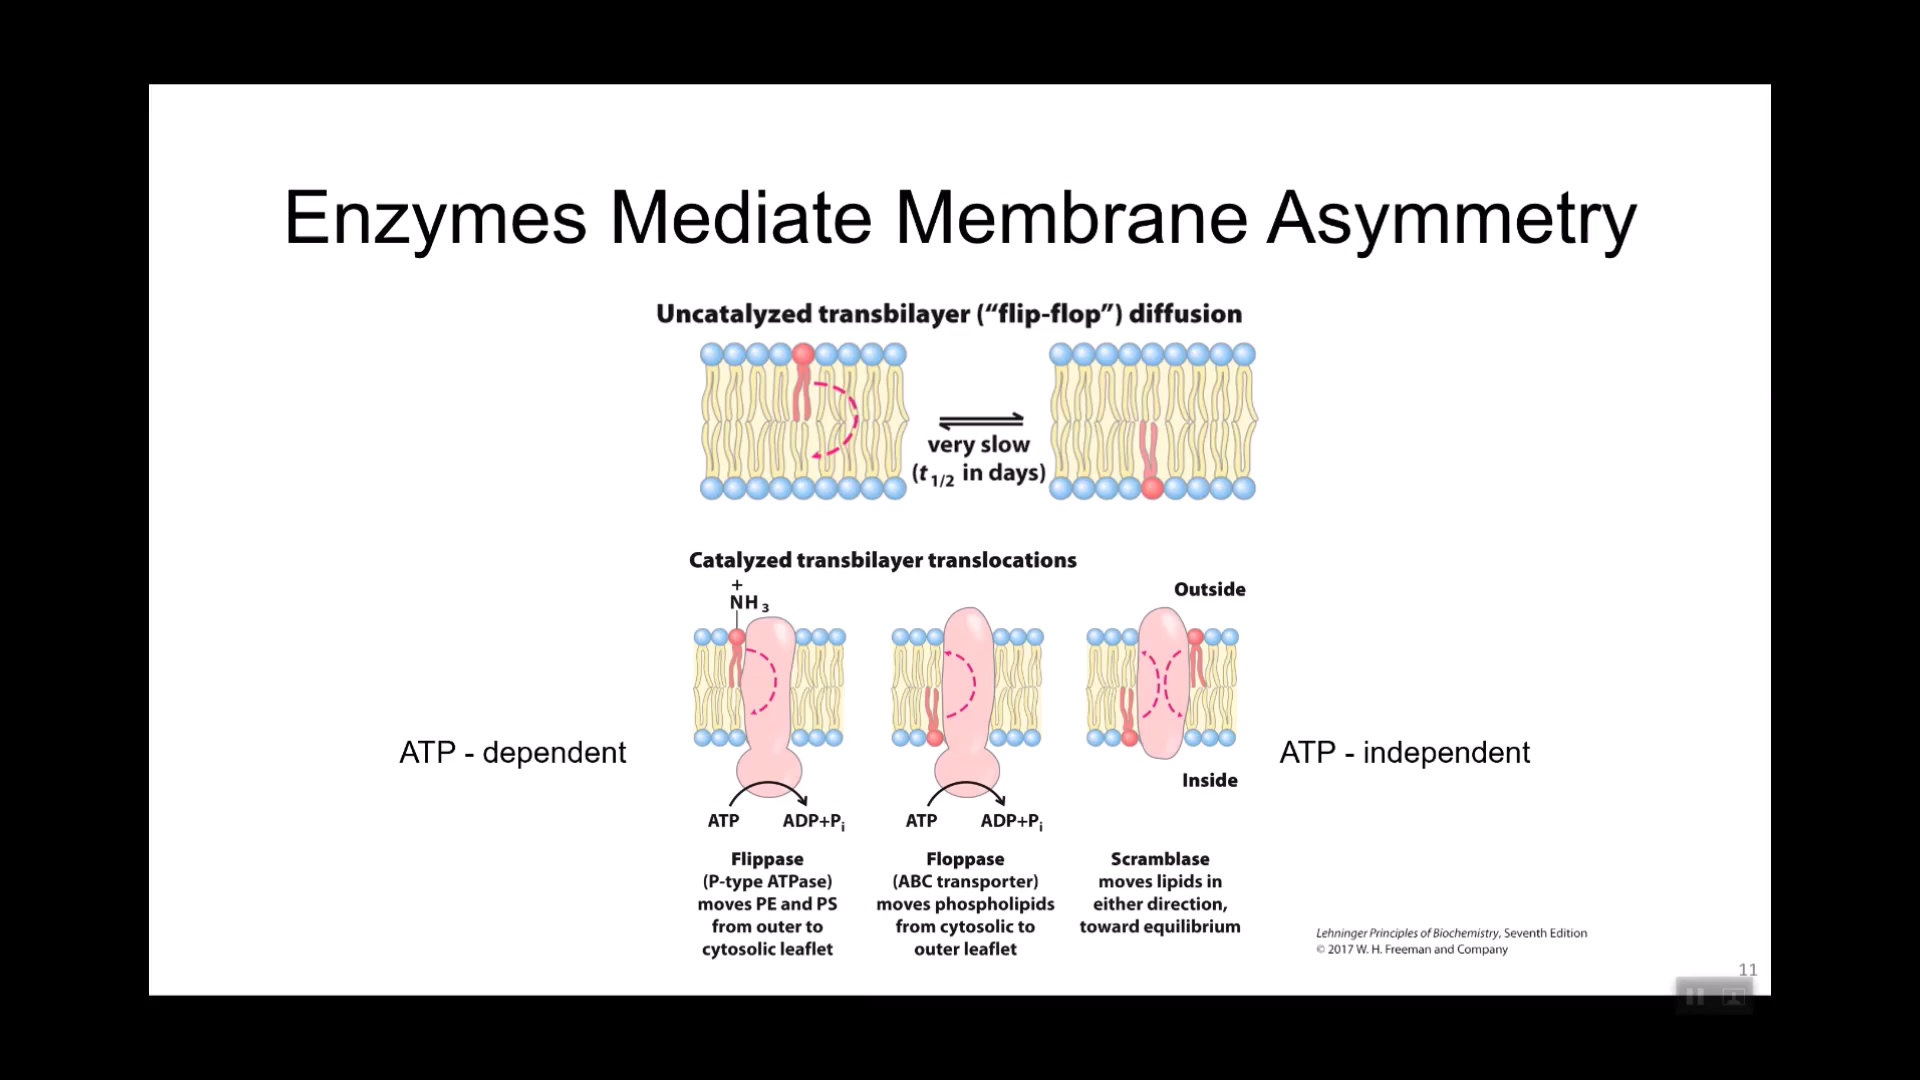 Enzymes Mediate Membrane Asymmetry
Uncatalyzed transbilayer (“flip-flop”) diffusion
very slow
(t 1/2 in days)
Catalyzed transbilayer translocations
+
NH3
Outside
ATP - dependent
ATP - independent
Inside
ATP ADP+Pi
ATP ADP+Pi
Flippase
(P-type ATPase)
moves PE and PS
from outer to
cytosolic leaflet
Floppase
(ABC transporter)
moves phospholipids
from cytosolic to
outer leaflet
Scramblase
moves lipids in
either direction,
toward equilibrium
Lehninger Principles of Biochemistry, Seventh Edition
© 2017 W. H. Freeman and Company
11